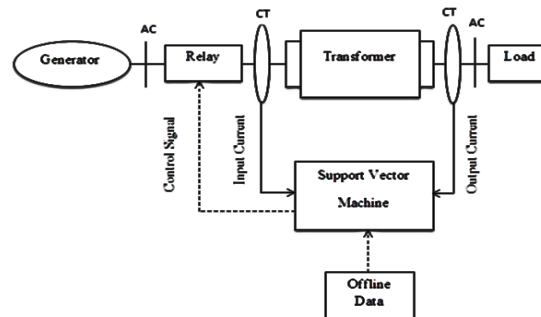 AC
CT
CT
AC
Generator
Relay
Transformer
Load
Control Signal
Input Current
Output Current
Support Vector
Machine
Offline
Data